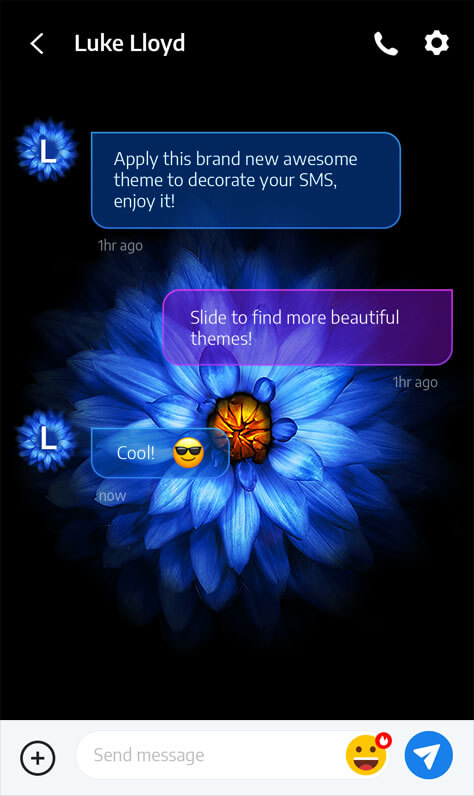 Luke Lloyd
L
Apply this brand new awesome
theme to decorate your SMS,
enjoy it!
1hr ago
Slide to find more beautiful
themes!
1hr ago
L
Cool! 😎
now
Send message